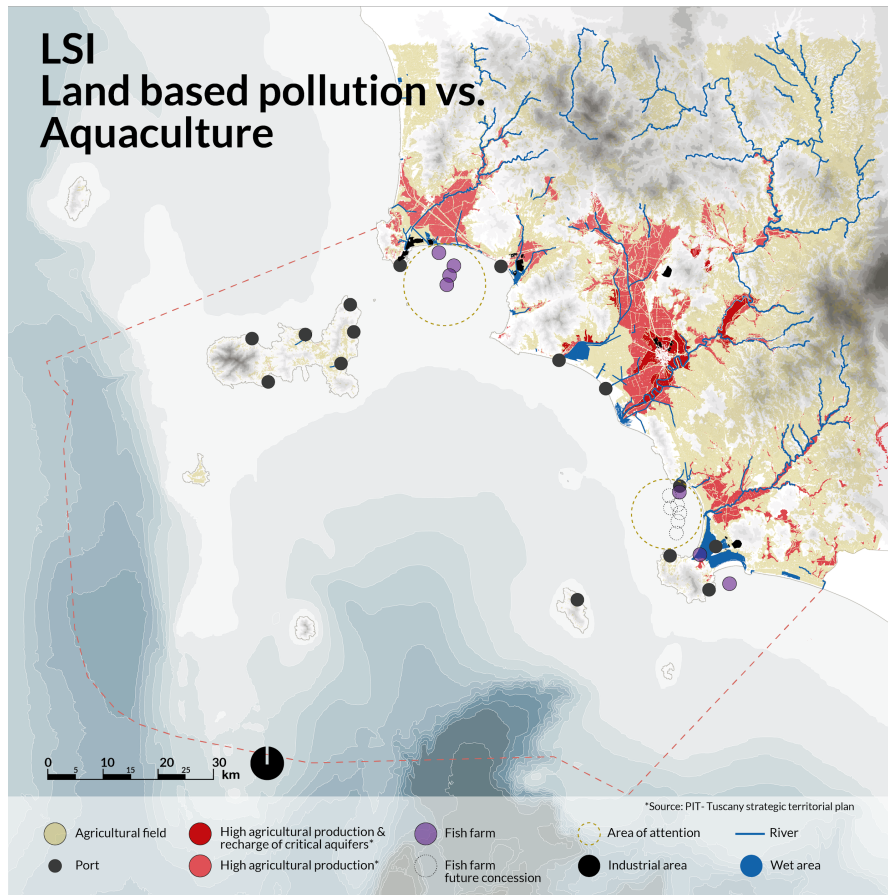 LSI
Land based pollution vs.
Aquaculture
0 10 20 30
5 15 25 km
*Source: PIT- Tuscany strategic territorial plan
Agricultural field
High agricultural production &
recharge of critical aquifers*
Fish farm
Area of attention
River
Port
High agricultural production*
Fish farm
future concession
Industrial area
Wet area